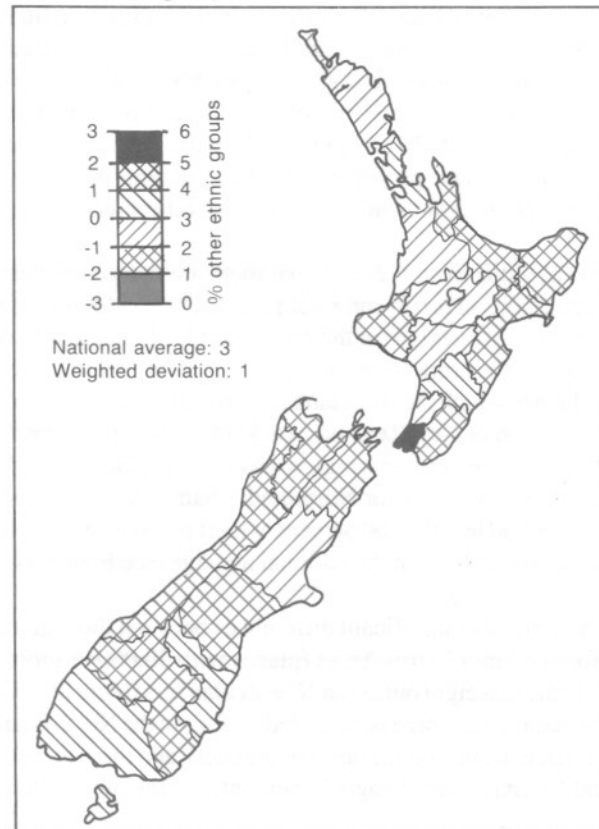 3 6
2 5
1 4
0 3
-1 2
-2 1
-3 0
% other ethnic groups
National average: 3
Weighted deviation: 1